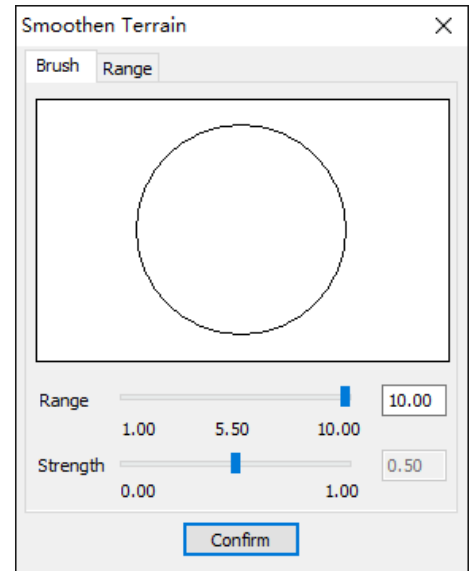 Smoothen Terrain
Brush Range
Range 10.00
1.00 5.50 10.00
Strength 0.50
0.00 1.00
Confirm